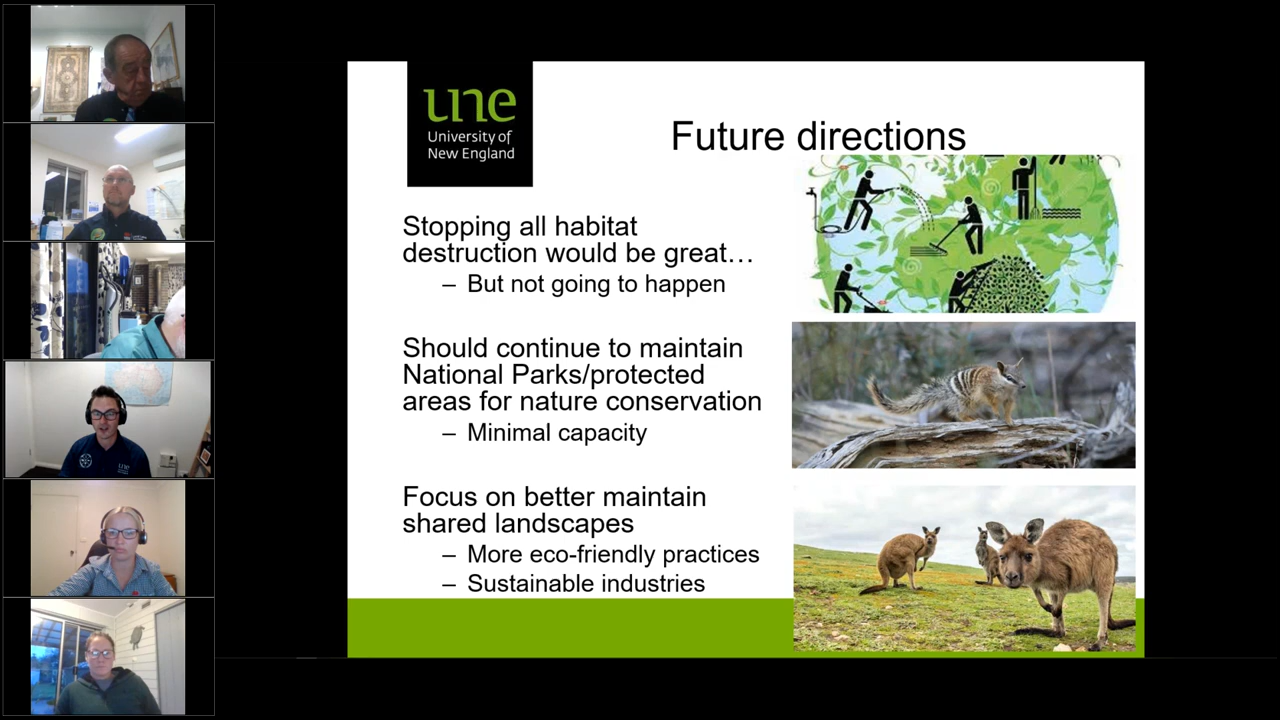 une
University of
New England
Future directions
Stopping all habitat
destruction would be great…
– But not going to happen
Should continue to maintain
National Parks/protected
areas for nature conservation
– Minimal capacity
Focus on better maintain
shared landscapes
– More eco-friendly practices
– Sustainable industries
une